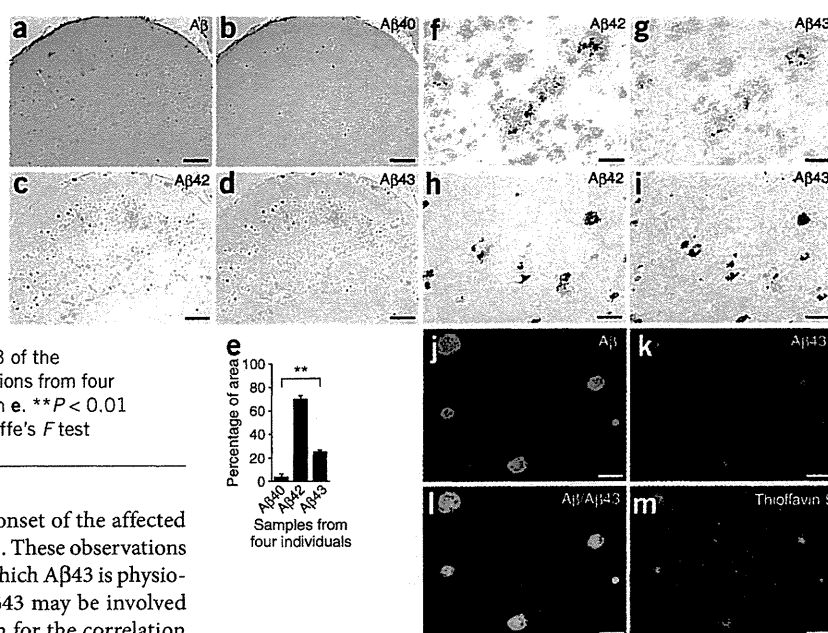 a Aβ
b Aβ40
f Aβ42
g Aβ43
c Aβ42
d Aβ43
h Aβ42
i Aβ43
3 of the
ions from four
n e. **P < 0.01
ffe's F test
e
**
Percentage of area
100
80
60
40
20
0
Aβ40
Aβ42
Aβ43
Samples from
four individuals
j Aβ
k Aβ43
l Aβ/Aβ43
m Thioflavin S
onset of the affected
. These observations
hich Aβ43 is physio-
β43 may be involved
n for the correlation